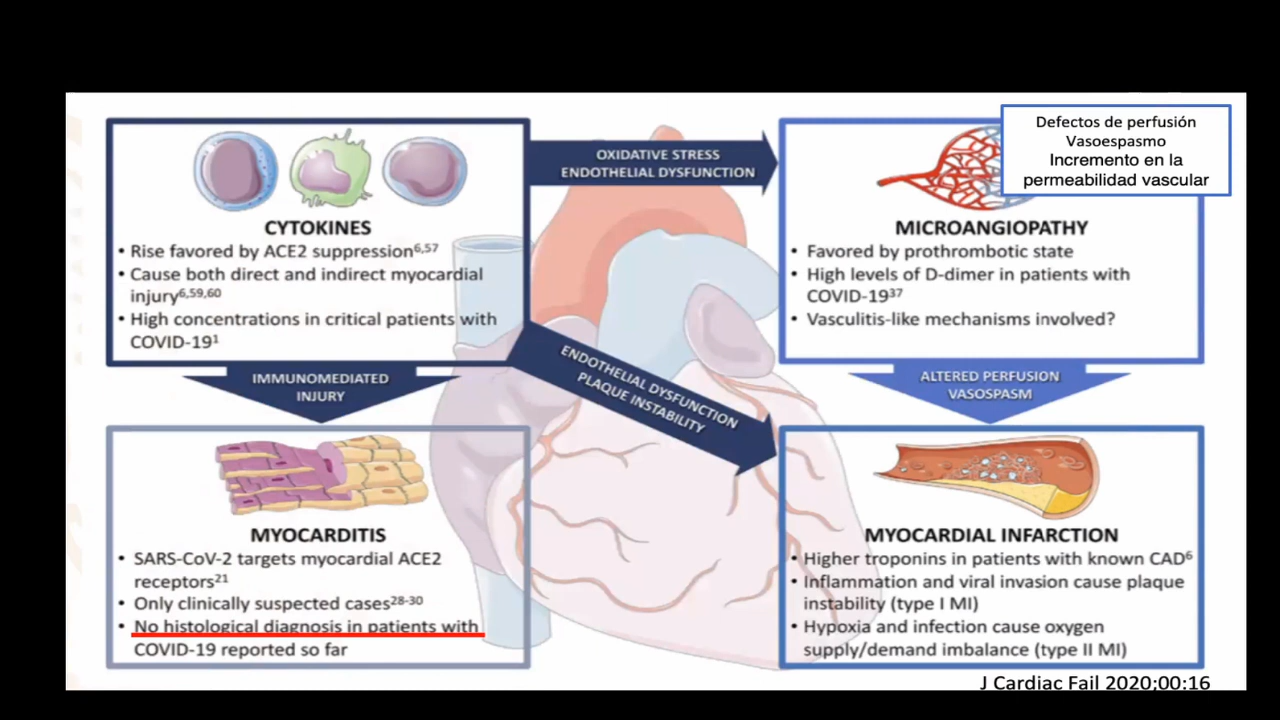 Defectos de perfusión
Vasoespasmo
Incremento en la
permeabilidad vascular
OXIDATIVE STRESS
ENDOTHELIAL DYSFUNCTION
CYTOKINES
• Rise favored by ACE2 suppression6,57
• Cause both direct and indirect myocardial
injury6,59,60
• High concentrations in critical patients with
COVID-191
MICROANGIOPATHY
• Favored by prothrombotic state
• High levels of D-dimer in patients with
COVID-1937
• Vasculitis-like mechanisms involved?
IMMUNOMEDIATED
INJURY
ENDOTHELIAL DYSFUNCTION
PLAQUE INSTABILITY
ALTERED PERFUSION
VASOSPASM
MYOCARDITIS
• SARS-CoV-2 targets myocardial ACE2
receptors21
• Only clinically suspected cases28-30
• No histological diagnosis in patients with
COVID-19 reported so far
MYOCARDIAL INFARCTION
• Higher troponins in patients with known CAD6
• Inflammation and viral invasion cause plaque
instability (type I MI)
• Hypoxia and infection cause oxygen
supply/demand imbalance (type II MI)
J Cardiac Fail 2020;00:16